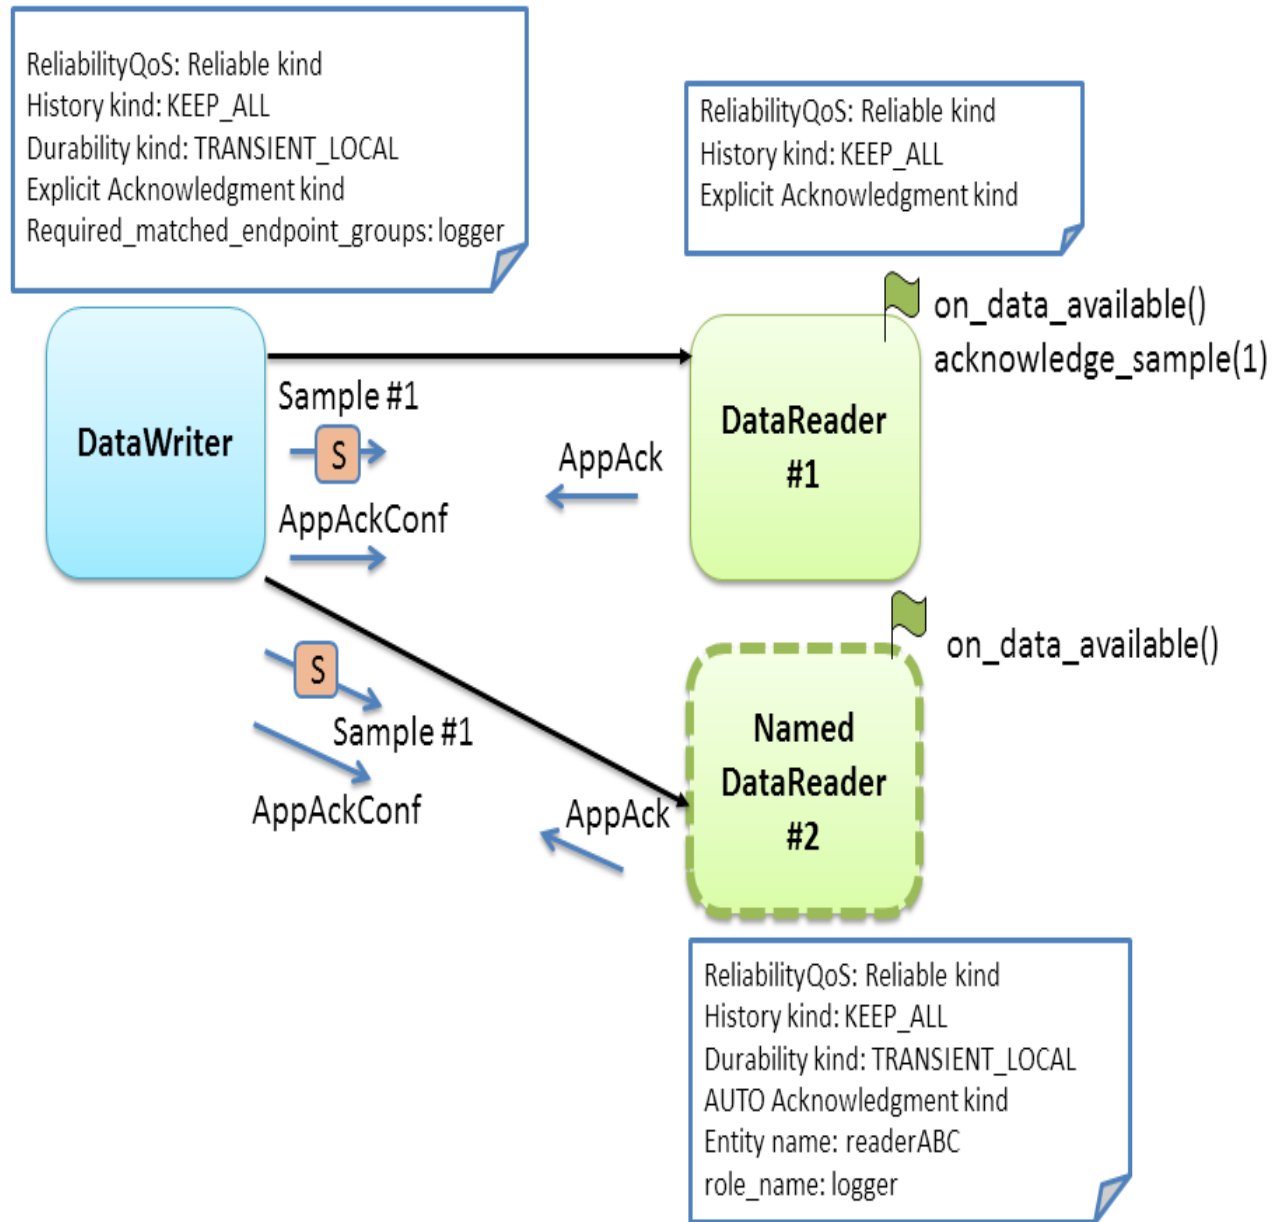 ReliabilityQoS: Reliable kind
History kind: KEEP_ALL
Durability kind: TRANSIENT_LOCAL
Explicit Acknowledgment kind
Required_matched_endpoint_groups: logger
ReliabilityQoS: Reliable kind
History kind: KEEP_ALL
Explicit Acknowledgment kind
on_data_available()
acknowledge_sample(1)
DataWriter
Sample #1
S
AppAckConf
AppAck
DataReader
#1
on_data_available()
S
Sample #1
AppAckConf
AppAck
Named
DataReader
#2
ReliabilityQoS: Reliable kind
History kind: KEEP_ALL
Durability kind: TRANSIENT_LOCAL
AUTO Acknowledgment kind
Entity name: readerABC
role_name: logger